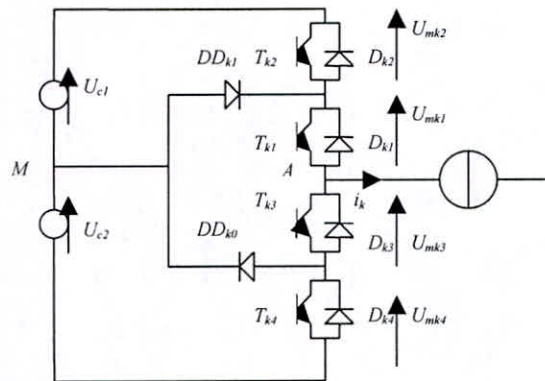 U_mk2
DD_k1 T_k2 D_k2
U_c1 U_mk1
T_k1 D_k1
M A
T_k3 i_k
U_c2 DD_k0 D_k3 U_mk3
T_k4 D_k4 U_mk4